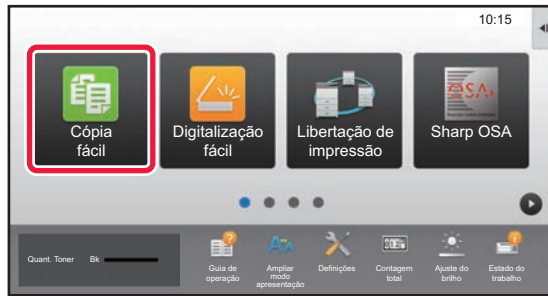 10:15
Cópia
fácil
Digitalização
fácil
Libertação de
impressão
Sharp OSA
Quant. Toner Bk
Guia de
operação
Ampliar
modo
apresentação
Definições
Contagem
total
Ajuste do
brilho
Estado do
trabalho